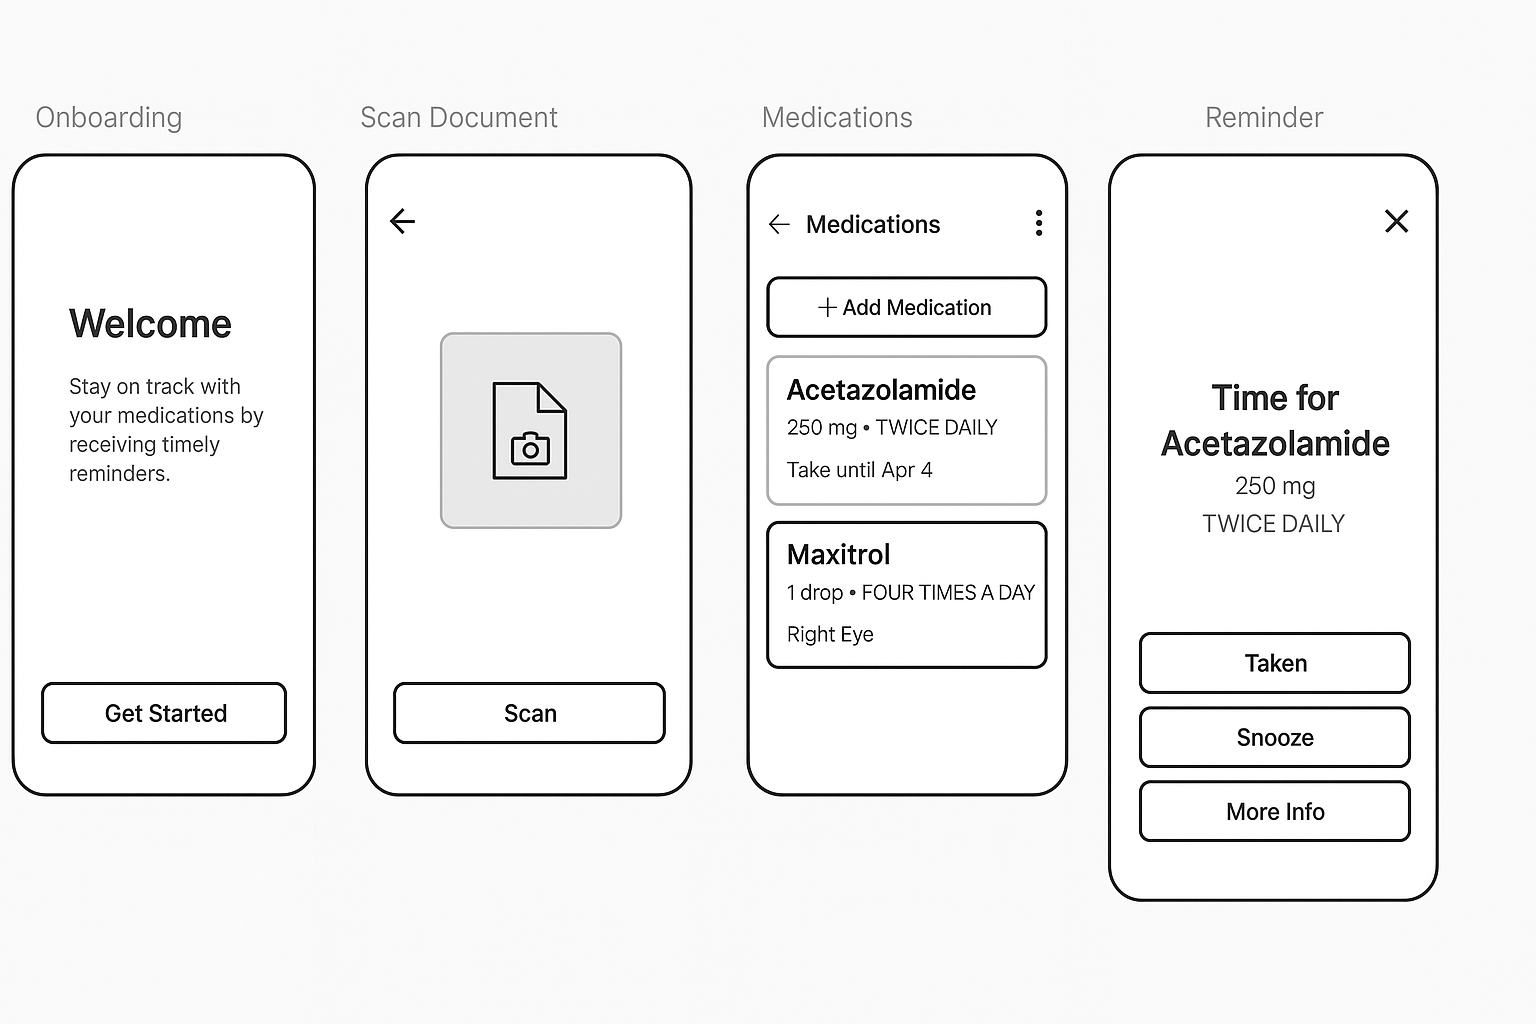 Onboarding
Scan Document
Medications
Reminder
Welcome
Stay on track with
your medications by
receiving timely
reminders.
Get Started
Scan
Medications
+ Add Medication
Acetazolamide
250 mg • TWICE DAILY
Take until Apr 4
Maxitrol
1 drop • FOUR TIMES A DAY
Right Eye
Time for
Acetazolamide
250 mg
TWICE DAILY
Taken
Snooze
More Info